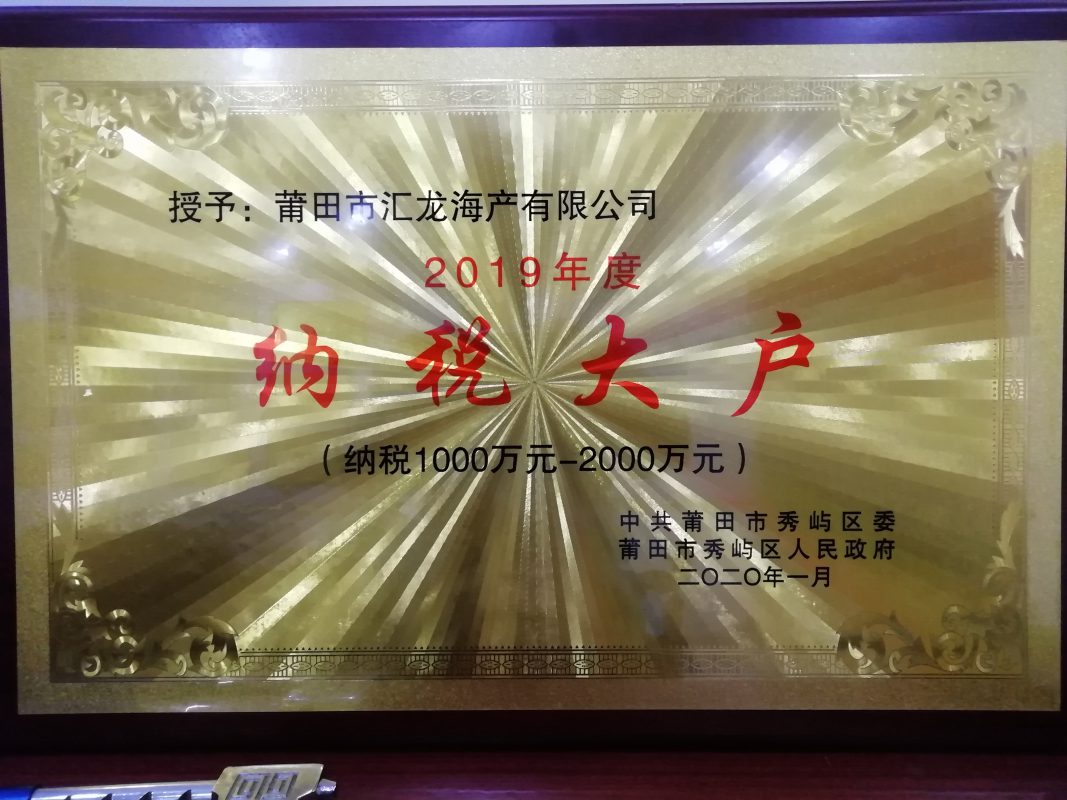 授予：莆田市汇龙海产有限公司
2019年度
纳税大户
（纳税1000万元-2000万元）
中共莆田市秀屿区委
莆田市秀屿区人民政府
二〇二〇年一月